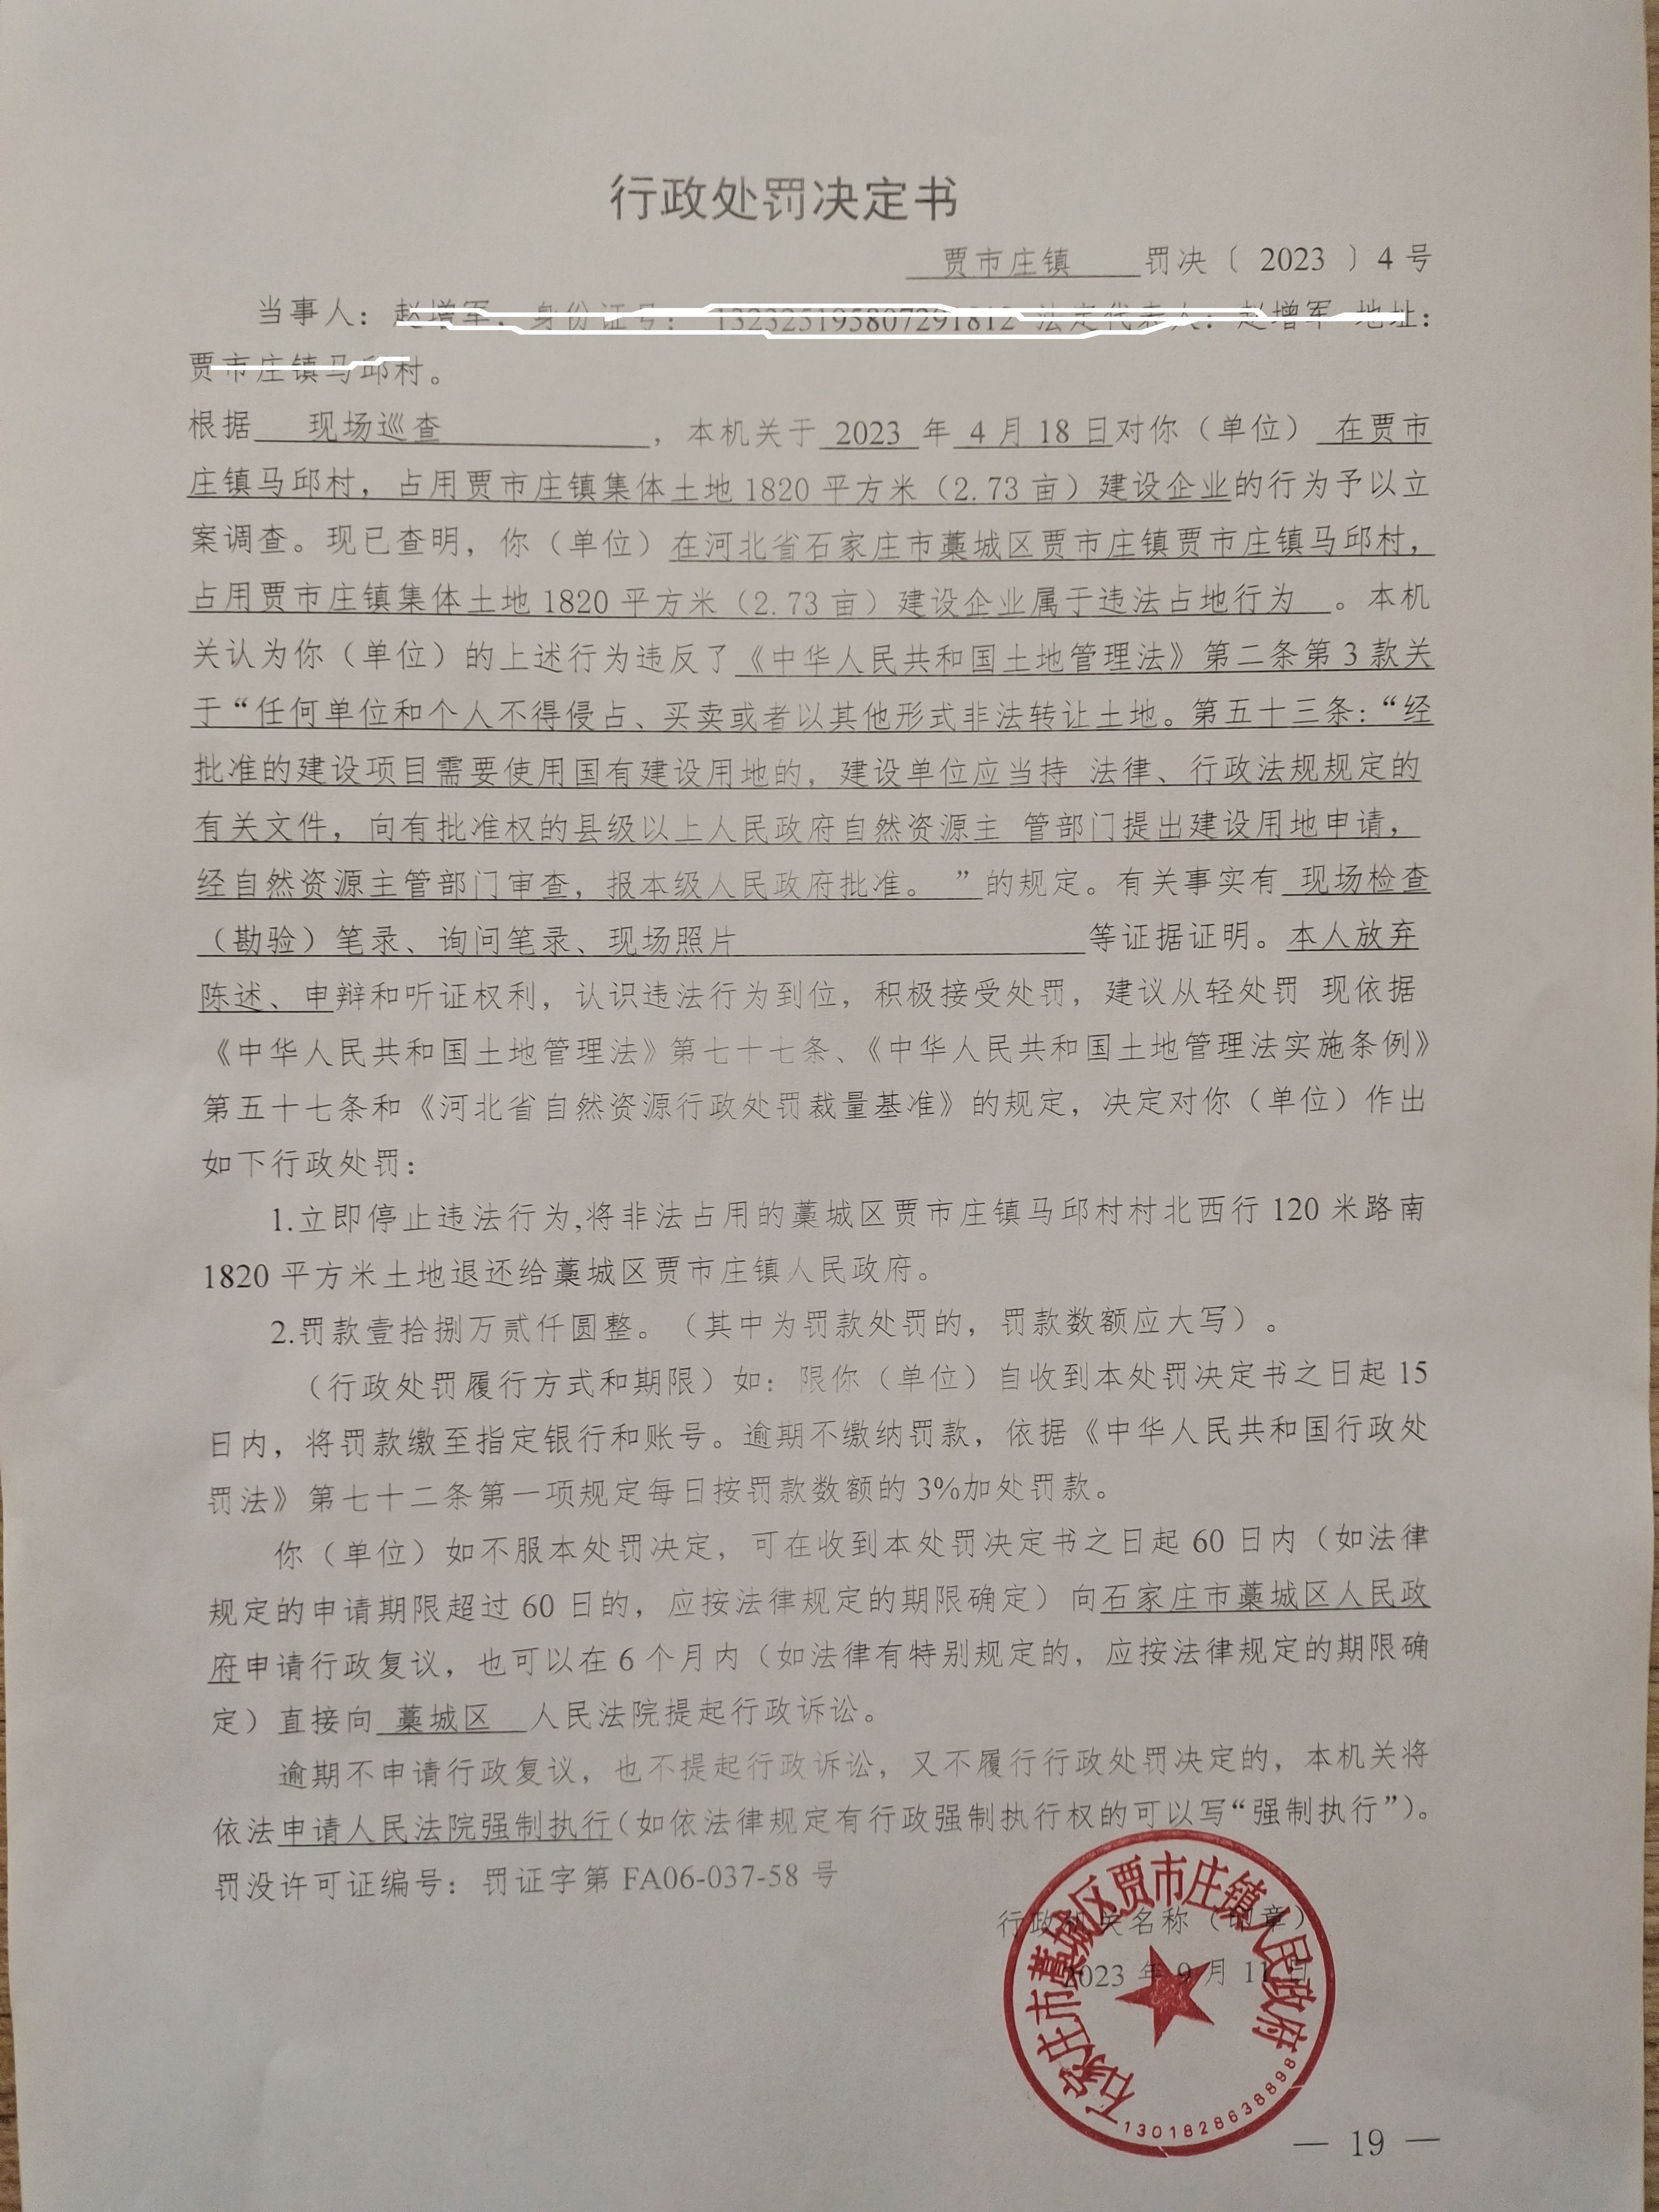 行政处罚决定书
贾市庄镇 罚决〔 2023 〕4 号
当事人：
根据 现场巡查 ，本机关于 2023 年 4 月 18 日对你（单位） 在贾市
庄镇马邱村，占用贾市庄镇集体土地 1820 平方米（2.73 亩）建设企业的行为予以立
案调查。现已查明，你（单位）在河北省石家庄市藁城区贾市庄镇贾市庄镇马邱村，
占用贾市庄镇集体土地 1820 平方米（2.73 亩）建设企业属于违法占地行为 。本机
关认为你（单位）的上述行为违反了《中华人民共和国土地管理法》第二条第 3 款关
于“任何单位和个人不得侵占、买卖或者以其他形式非法转让土地。第五十三条：“经
批准的建设项目需要使用国有建设用地的，建设单位应当持 法律、行政法规规定的
有关文件，向有批准权的县级以上人民政府自然资源主 管部门提出建设用地申请，
经自然资源主管部门审查，报本级人民政府批准。 ”的规定。有关事实有 现场检查
（勘验）笔录、询问笔录、现场照片 等证据证明。本人放弃
陈述、申辩和听证权利，认识违法行为到位，积极接受处罚，建议从轻处罚 现依据
《中华人民共和国土地管理法》第七十七条、《中华人民共和国土地管理法实施条例》
第五十七条和《河北省自然资源行政处罚裁量基准》的规定，决定对你（单位）作出
如下行政处罚：
1.立即停止违法行为,将非法占用的藁城区贾市庄镇马邱村村北西行 120 米路南
1820 平方米土地退还给藁城区贾市庄镇人民政府。
2.罚款壹拾捌万贰仟圆整。（其中为罚款处罚的，罚款数额应大写）。
（行政处罚履行方式和期限）如：限你（单位）自收到本处罚决定书之日起 15
日内，将罚款缴至指定银行和账号。逾期不缴纳罚款，依据《中华人民共和国行政处
罚法》第七十二条第一项规定每日按罚款数额的 3%加处罚款。
你（单位）如不服本处罚决定，可在收到本处罚决定书之日起 60 日内（如法律
规定的申请期限超过 60 日的，应按法律规定的期限确定）向石家庄市藁城区人民政
府申请行政复议，也可以在 6 个月内（如法律有特别规定的，应按法律规定的期限确
定）直接向 藁城区 人民法院提起行政诉讼。
逾期不申请行政复议，也不提起行政诉讼，又不履行行政处罚决定的，本机关将
依法申请人民法院强制执行（如依法律规定有行政强制执行权的可以写“强制执行”）。
罚没许可证编号：罚证字第 FA06-037-58 号
行政机关名称（印章）
2023 年 9 月 11 日
石家庄市藁城区贾市庄镇人民政府
1301828638898
— 19 —